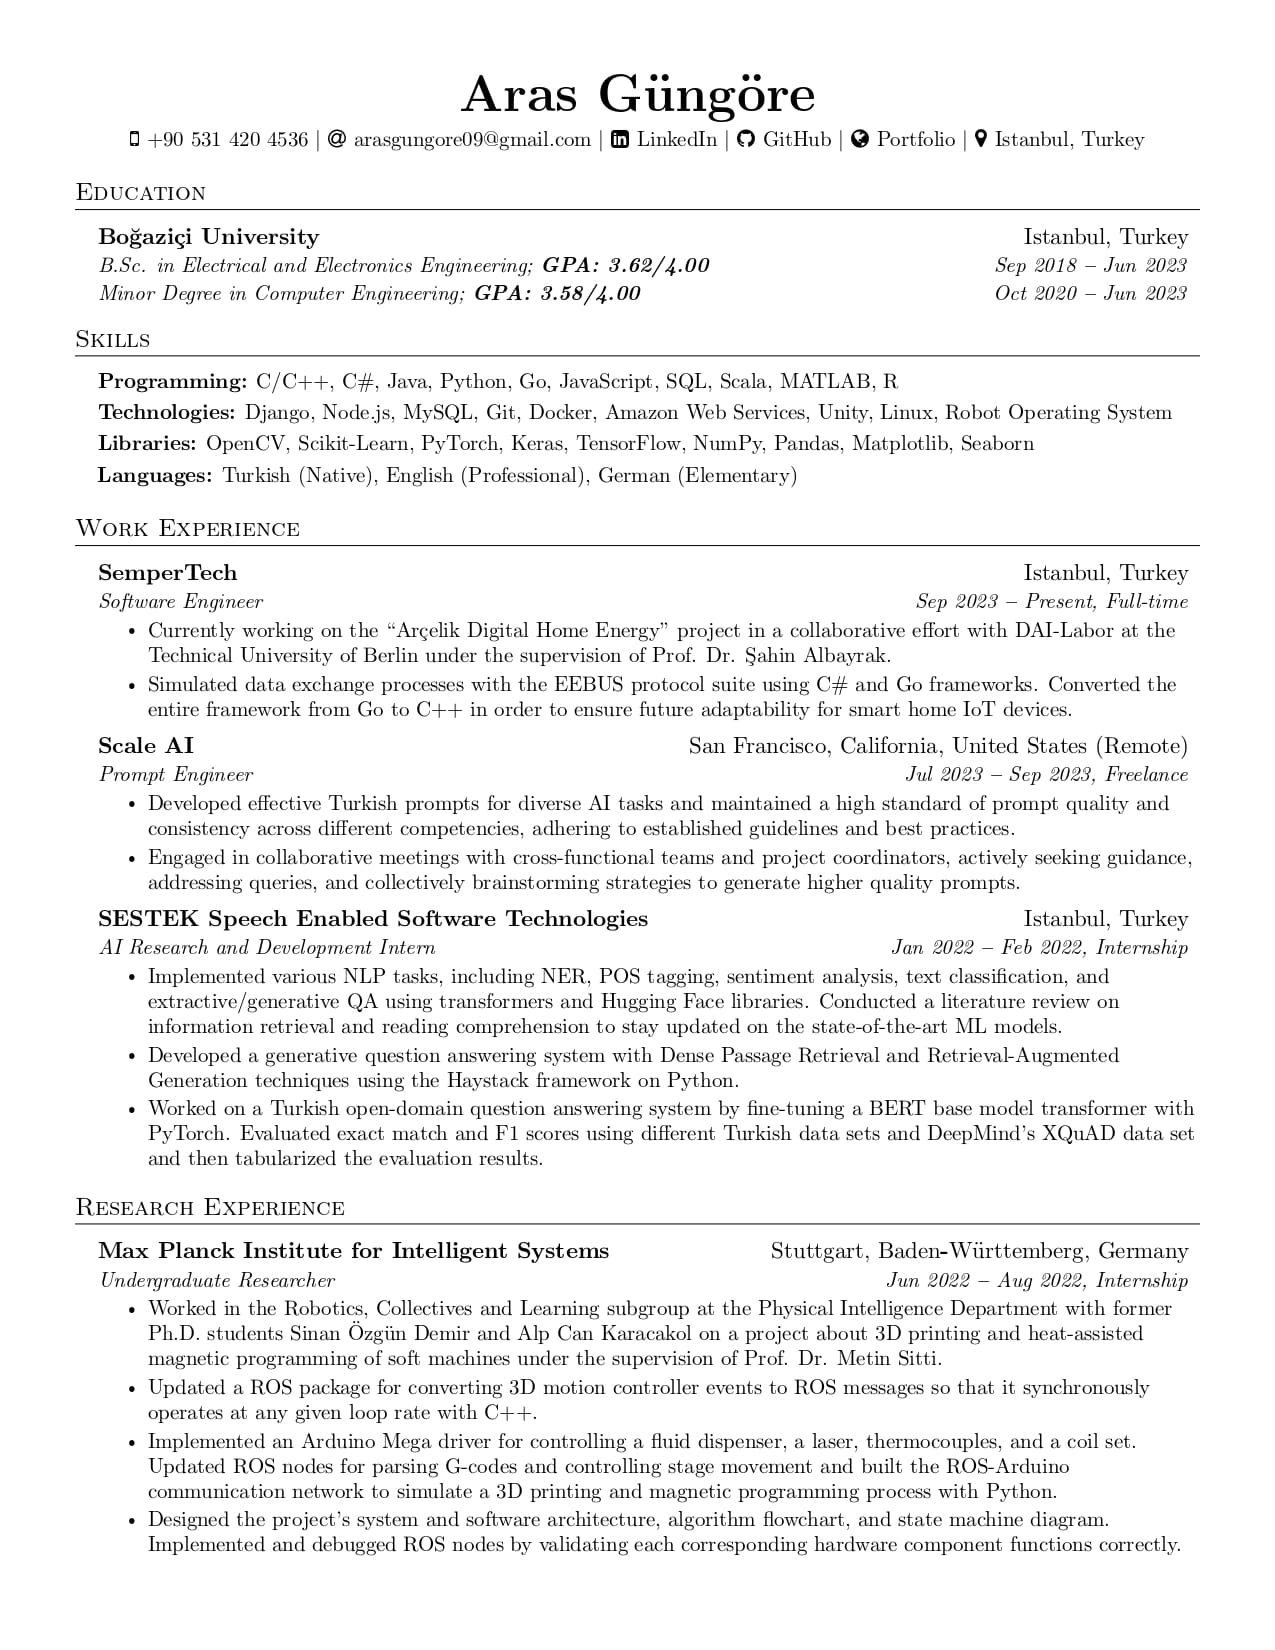 Aras Güngöre
+90 531 420 4536 | arasgungore09@gmail.com | LinkedIn | GitHub | Portfolio | Istanbul, Turkey
Education
Boğaziçi University Istanbul, Turkey
B.Sc. in Electrical and Electronics Engineering; GPA: 3.62/4.00 Sep 2018 – Jun 2023
Minor Degree in Computer Engineering; GPA: 3.58/4.00 Oct 2020 – Jun 2023
Skills
Programming: C/C++, C#, Java, Python, Go, JavaScript, SQL, Scala, MATLAB, R
Technologies: Django, Node.js, MySQL, Git, Docker, Amazon Web Services, Unity, Linux, Robot Operating System
Libraries: OpenCV, Scikit-Learn, PyTorch, Keras, TensorFlow, NumPy, Pandas, Matplotlib, Seaborn
Languages: Turkish (Native), English (Professional), German (Elementary)
Work Experience
SemperTech Istanbul, Turkey
Software Engineer Sep 2023 – Present, Full-time
• Currently working on the “Arçelik Digital Home Energy” project in a collaborative effort with DAI-Labor at the
Technical University of Berlin under the supervision of Prof. Dr. Şahin Albayrak.
• Simulated data exchange processes with the EEBUS protocol suite using C# and Go frameworks. Converted the
entire framework from Go to C++ in order to ensure future adaptability for smart home IoT devices.
Scale AI San Francisco, California, United States (Remote)
Prompt Engineer Jul 2023 – Sep 2023, Freelance
• Developed effective Turkish prompts for diverse AI tasks and maintained a high standard of prompt quality and
consistency across different competencies, adhering to established guidelines and best practices.
• Engaged in collaborative meetings with cross-functional teams and project coordinators, actively seeking guidance,
addressing queries, and collectively brainstorming strategies to generate higher quality prompts.
SESTEK Speech Enabled Software Technologies Istanbul, Turkey
AI Research and Development Intern Jan 2022 – Feb 2022, Internship
• Implemented various NLP tasks, including NER, POS tagging, sentiment analysis, text classification, and
extractive/generative QA using transformers and Hugging Face libraries. Conducted a literature review on
information retrieval and reading comprehension to stay updated on the state-of-the-art ML models.
• Developed a generative question answering system with Dense Passage Retrieval and Retrieval-Augmented
Generation techniques using the Haystack framework on Python.
• Worked on a Turkish open-domain question answering system by fine-tuning a BERT base model transformer with
PyTorch. Evaluated exact match and F1 scores using different Turkish data sets and DeepMind’s XQuAD data set
and then tabularized the evaluation results.
Research Experience
Max Planck Institute for Intelligent Systems Stuttgart, Baden-Württemberg, Germany
Undergraduate Researcher Jun 2022 – Aug 2022, Internship
• Worked in the Robotics, Collectives and Learning subgroup at the Physical Intelligence Department with former
Ph.D. students Sinan Özgün Demir and Alp Can Karacakol on a project about 3D printing and heat-assisted
magnetic programming of soft machines under the supervision of Prof. Dr. Metin Sitti.
• Updated a ROS package for converting 3D motion controller events to ROS messages so that it synchronously
operates at any given loop rate with C++.
• Implemented an Arduino Mega driver for controlling a fluid dispenser, a laser, thermocouples, and a coil set.
Updated ROS nodes for parsing G-codes and controlling stage movement and built the ROS-Arduino
communication network to simulate a 3D printing and magnetic programming process with Python.
• Designed the project’s system and software architecture, algorithm flowchart, and state machine diagram.
Implemented and debugged ROS nodes by validating each corresponding hardware component functions correctly.